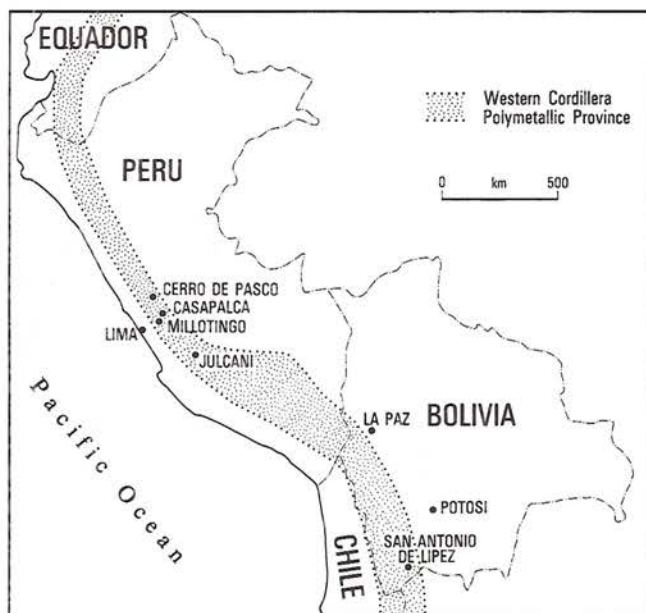 EQUADOR
Western Cordillera
Polymetallic Province
PERU
0 km 500
CERRO DE PASCO
CASAPALCA
MILLOTINGO
LIMA
JULCANI
Pacific Ocean
LA PAZ
BOLIVIA
POTOSI
SAN ANTONIO
DE LIPEZ
CHILE